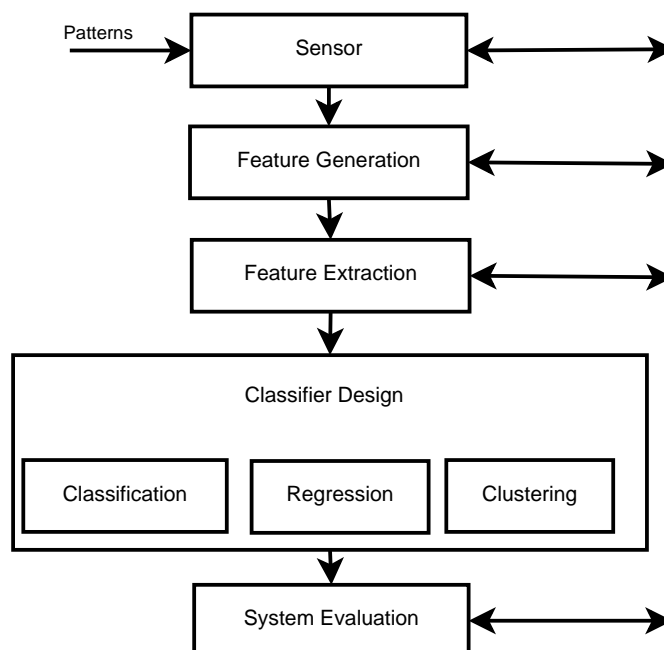 Patterns
Sensor
Feature Generation
Feature Extraction
Classifier Design
Classification
Regression
Clustering
System Evaluation